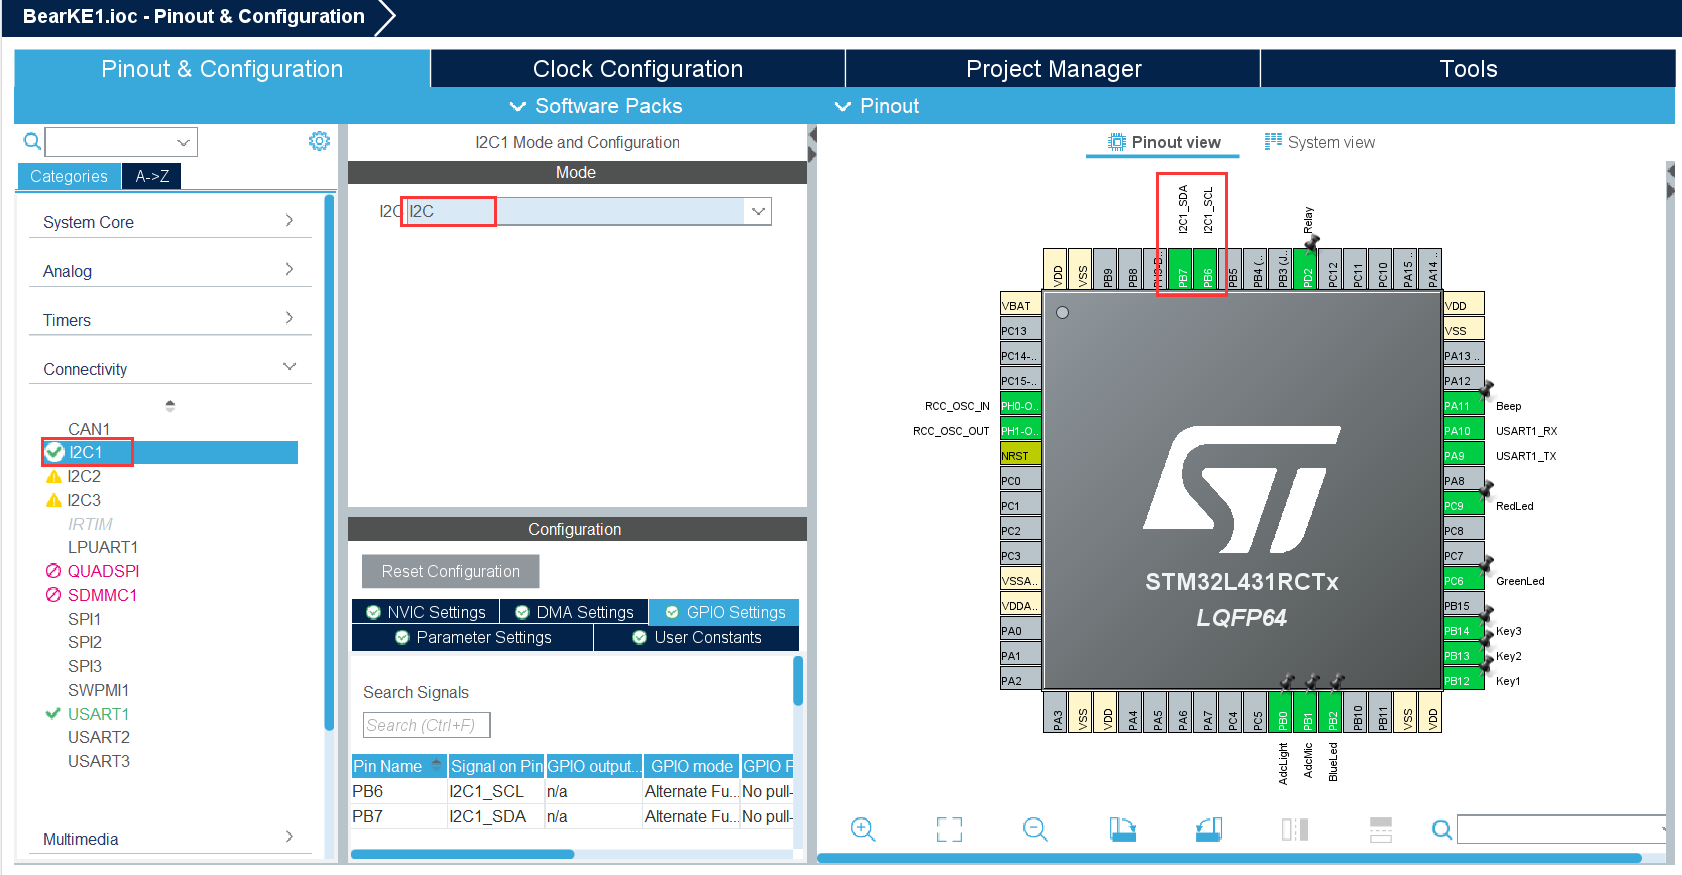 BearKE1.ioc - Pinout & Configuration
Pinout & Configuration
Clock Configuration
Project Manager
Tools
Software Packs
Pinout
Categories
A->Z
System Core
Analog
Timers
Connectivity
CAN1
I2C1
I2C2
I2C3
IRTIM
LPUART1
QUADSPI
SDMMC1
SPI1
SPI2
SPI3
SWPMI1
USART1
USART2
USART3
Multimedia
I2C1 Mode and Configuration
Mode
I2C I2C
Configuration
Reset Configuration
NVIC Settings
DMA Settings
GPIO Settings
Parameter Settings
User Constants
Search Signals
Search (Ctrl+F)
Pin Name Signal on Pin GPIO output... GPIO mode GPIO
PB6 I2C1_SCL n/a Alternate Fu... No pull-
PB7 I2C1_SDA n/a Alternate Fu... No pull-
Pinout view
System view
I2C1_SDA
I2C1_SCL
Relay
VDD
VSS
PB9
PB8
PB7
PB6
PB5
PB4 (..
PB3 (J..
PD2
PC12
PC11
PC10
PA15 ..
PA14 ..
VBAT
PC13
PC14-..
PC15-..
RCC_OSC_IN PH0-O..
RCC_OSC_OUT PH1-O..
NRST
PC0
PC1
PC2
PC3
VSSA..
VDDA..
PA0
PA1
PA2
STM32L431RCTx
LQFP64
VDD
VSS
PA13 ..
PA12
PA11 Beep
PA10 USART1_RX
PA9 USART1_TX
PA8
PC9 RedLed
PC8
PC7
PC6 GreenLed
PB15
PB14 Key3
PB13 Key2
PB12 Key1
PA3
VSS
VDD
PA4
PA5
PA6
PA7
PC4
PC5
PB0
PB1
PB2
PB10
PB11
VSS
VDD
AdcLight
AdcMic
BlueLed